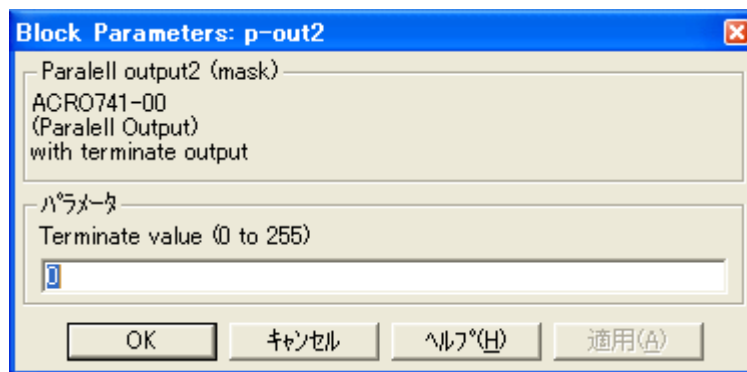 Block Parameters: p-out2
Paralell output2 (mask)
ACRO741-00
(Paralell Output)
with terminate output
ﾊﾟﾗﾒｰﾀ
Terminate value (0 to 255)
0
OK ｷｬﾝｾﾙ ﾍﾙﾌﾟ(H) 適用(A)